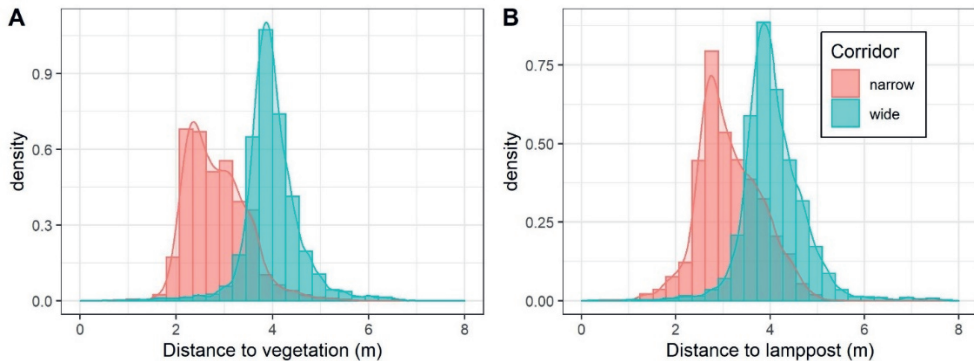 A
density
0.9
0.6
0.3
0.0
0
2
4
6
8
Distance to vegetation (m)
B
density
0.75
0.50
0.25
0.00
0
2
4
6
8
Distance to lamppost (m)
Corridor
narrow
wide